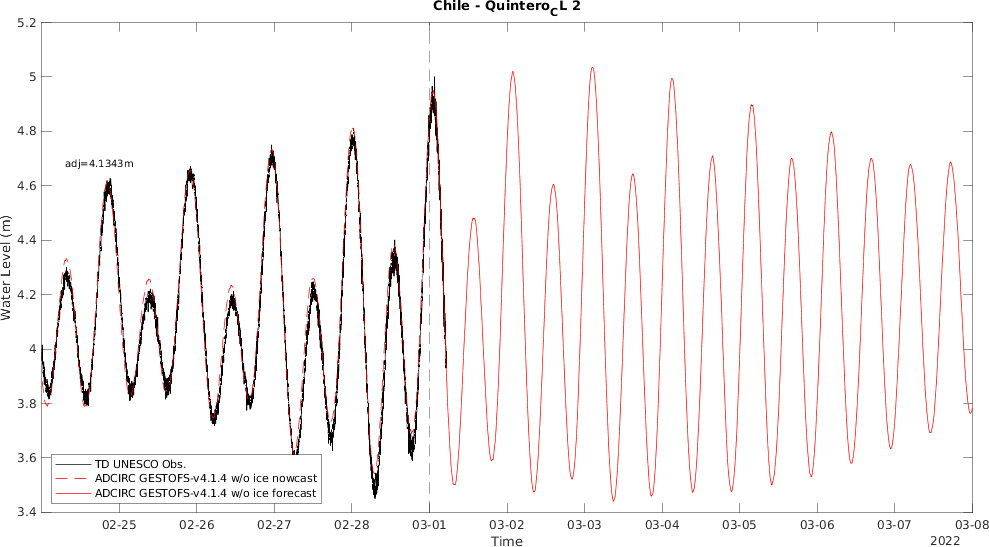 Chile - Quintero_CL 2
5.2
5
4.8
4.6
4.4
4.2
4
3.8
3.6
3.4
Water Level (m)
adj=4.1343m
TD UNESCO Obs.
ADCIRC GESTOFS-v4.1.4 w/o ice nowcast
ADCIRC GESTOFS-v4.1.4 w/o ice forecast
02-25 02-26 02-27 02-28 03-01 03-02 03-03 03-04 03-05 03-06 03-07 03-08
Time
2022